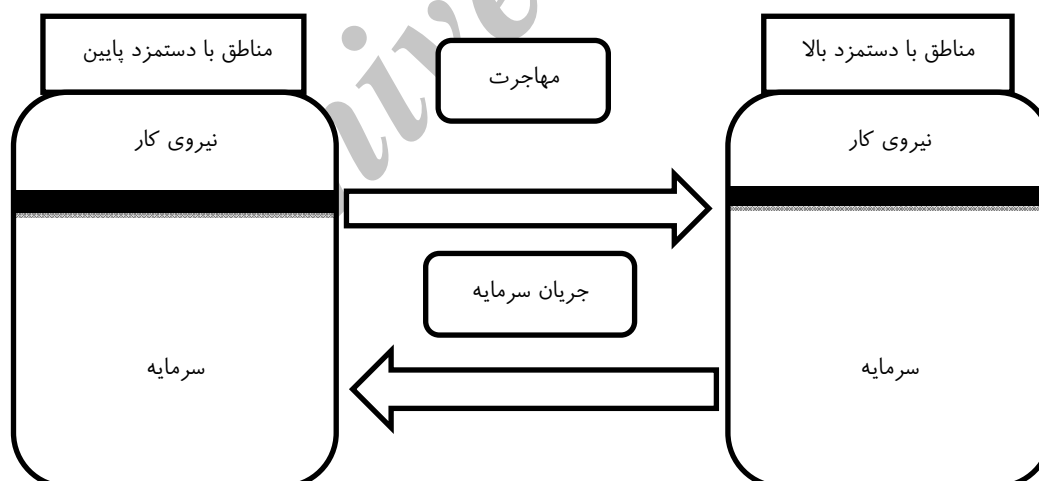 مناطق با دستمزد بالا
مهاجرت
مناطق با دستمزد پایین
نیروی کار
نیروی کار
جریان سرمایه
سرمایه
سرمایه